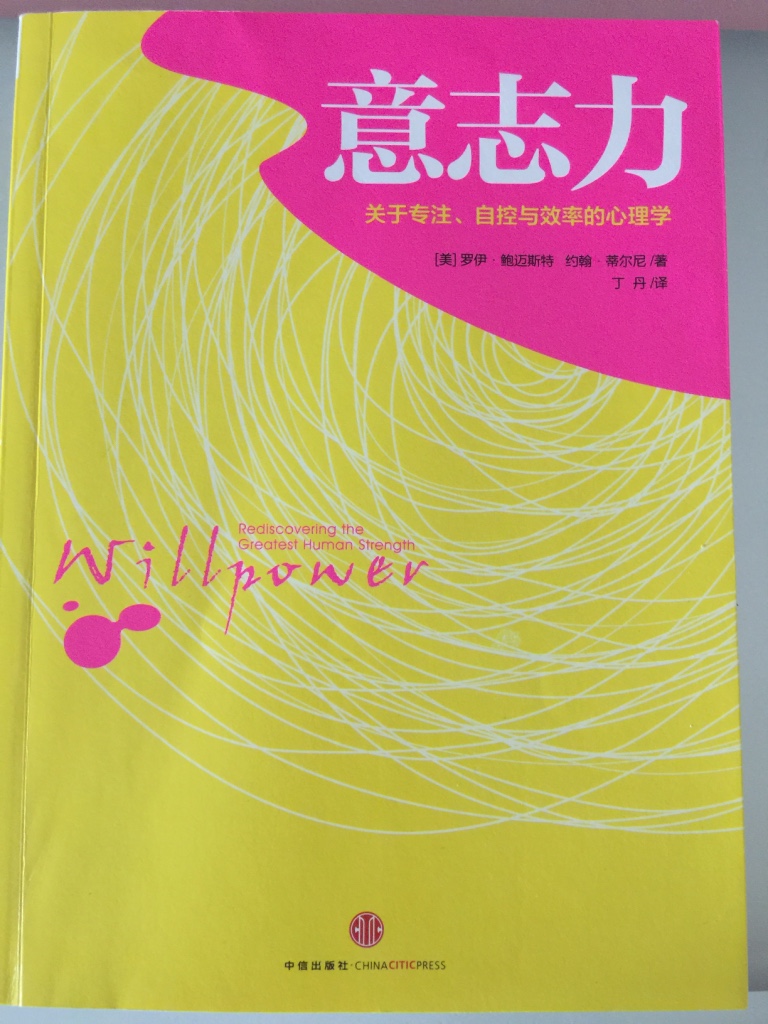 意志力
关于专注、自控与效率的心理学
[美]罗伊·鲍迈斯特 约翰·蒂尔尼/著
丁 丹/译
Rediscovering the
Greatest Human Strength
Willpower
中信出版社·CHINACITICPRESS